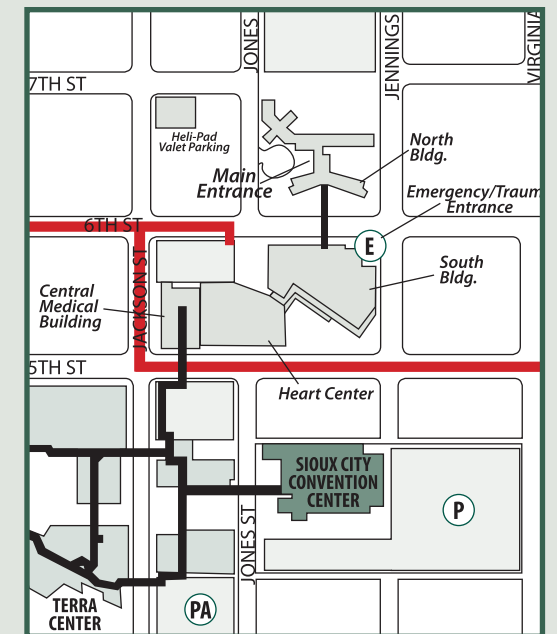 JONES
JENNINGS
VIRGINIA
7TH ST
Heli-Pad
Valet Parking
North
Bldg.
Main
Entrance
Emergency/Traum
Entrance
6TH ST
E
JACKSON ST
South
Bldg.
Central
Medical
Building
5TH ST
Heart Center
SIOUX CITY
CONVENTION
CENTER
P
JONES ST
TERRA
CENTER
PA